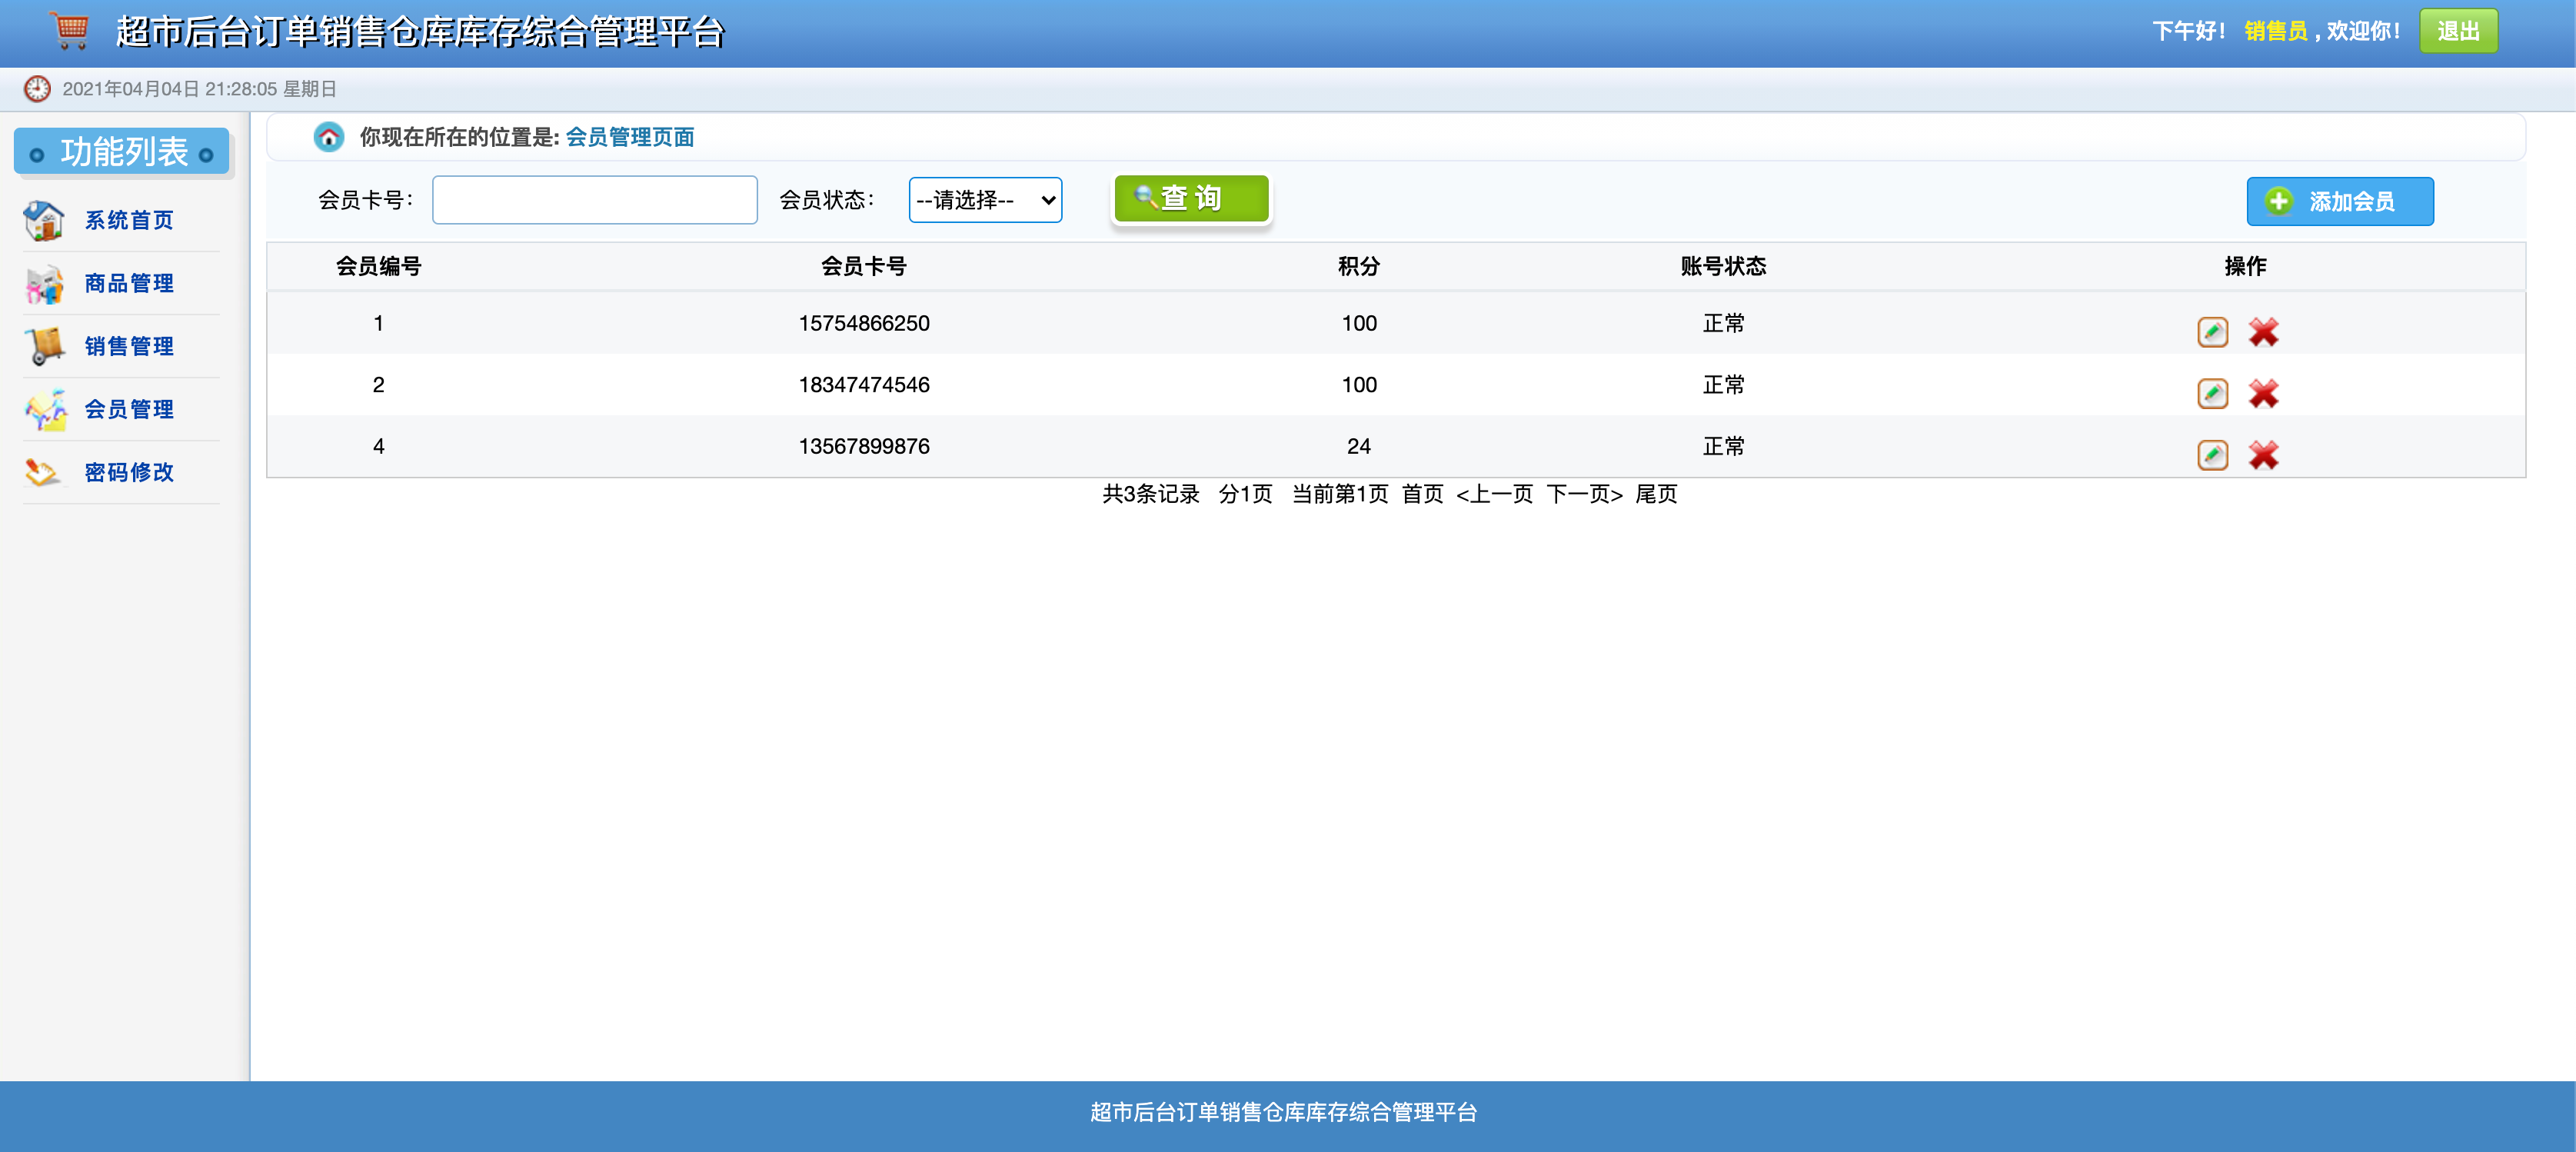 超市后台订单销售仓库库存综合管理平台
下午好！ 销售员 , 欢迎你！ 退出
2021年04月04日 21:28:05 星期日
功能列表
系统首页
商品管理
销售管理
会员管理
密码修改
你现在所在的位置是: 会员管理页面
会员卡号： 会员状态： --请选择-- 查 询 添加会员
会员编号 会员卡号 积分 账号状态 操作
1 15754866250 100 正常
2 18347474546 100 正常
4 13567899876 24 正常
共3条记录 分1页 当前第1页 首页 <上一页 下一页> 尾页
超市后台订单销售仓库库存综合管理平台